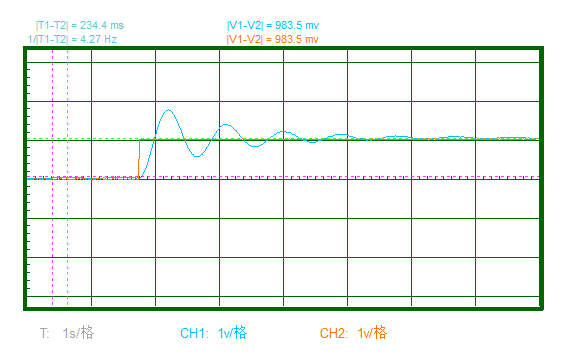 |T1-T2| = 234.4 ms |V1-V2| = 983.5 mv
1/|T1-T2| = 4.27 Hz |V1-V2| = 983.5 mv
T: 1s/格 CH1: 1v/格 CH2: 1v/格